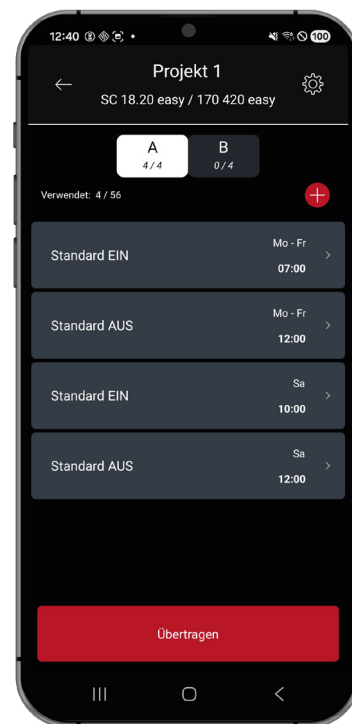 12:40
100
Projekt 1
SC 18.20 easy / 170 420 easy
A
4/4
B
0/4
Verwendet: 4 / 56
Standard EIN
Mo - Fr
07:00
Standard AUS
Mo - Fr
12:00
Standard EIN
Sa
10:00
Standard AUS
Sa
12:00
Übertragen